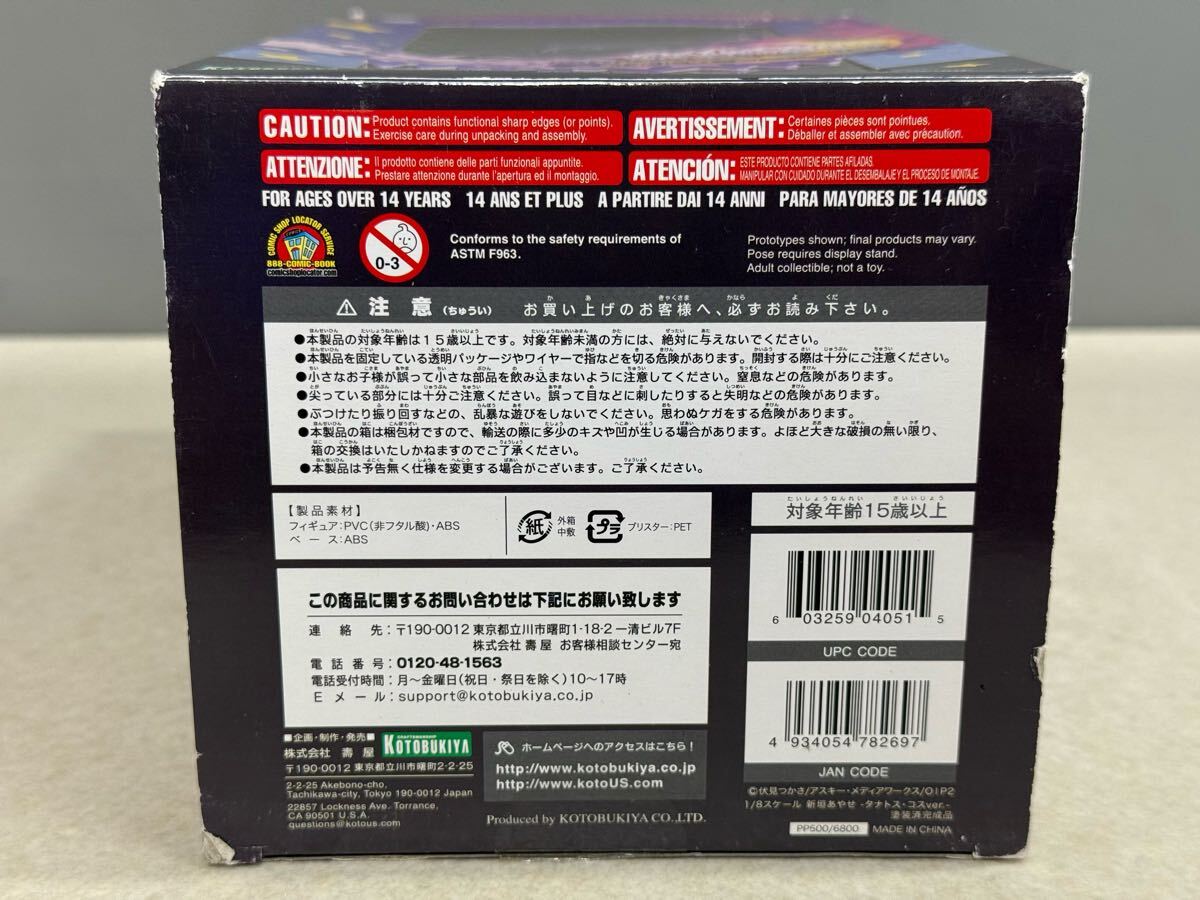 CAUTION: Product contains functional sharp edges (or points).
Exercise care during unpacking and assembly.
AVERTISSEMENT: Certaines pièces sont pointues.
Déballer et assembler avec précaution.
ATTENZIONE: Il prodotto contiene delle parti funzionali appuntite.
Prestare attenzione durante l'apertura ed il montaggio.
ATENCIÓN: ESTE PRODUCTO CONTIENE PARTES AFILADAS.
MANIPULAR CON CUIDADO DURANTE EL DESEMBALAJE Y EL PROCESO DE MONTAJE.
FOR AGES OVER 14 YEARS 14 ANS ET PLUS A PARTIRE DAI 14 ANNI PARA MAYORES DE 14 AÑOS
COMIC SHOP LOCATOR SERVICE
888-COMIC-BOOK
comicshoplocator.com
0-3
Conforms to the safety requirements of
ASTM F963.
Prototypes shown; final products may vary.
Pose requires display stand.
Adult collectible; not a toy.
⚠注意(ちゅうい) お買い上げのお客様へ、必ずお読み下さい。
●本製品の対象年齢は15歳以上です。対象年齢未満の方には、絶対に与えないでください。
●本製品を固定している透明パッケージやワイヤーで指などを切る危険があります。開封する際は十分にご注意ください。
●小さなお子様が誤って小さな部品を飲み込まないように注意してください。窒息などの危険があります。
●尖っている部分には十分ご注意ください。誤って目などに刺したりすると失明などの危険があります。
●ぶつけたり振り回すなどの、乱暴な遊びをしないでください。思わぬケガをする危険があります。
●本製品の箱は梱包材ですので、輸送の際に多少のキズや凹が生じる場合があります。よほど大きな破損の無い限り、
箱の交換はいたしかねますのでご了承ください。
●本製品は予告無く仕様を変更する場合がございます。ご了承ください。
【製品素材】
フィギュア:PVC(非フタル酸)・ABS
ベース:ABS
紙 外箱
中敷
プラ ブリスター:PET
対象年齢15歳以上
たいしょうねんれい さいいじょう
6 03259 04051 5
UPC CODE
4 934054 782697
JAN CODE
この商品に関するお問い合わせは下記にお願い致します
連絡先:〒190-0012 東京都立川市曙町1-18-2 一清ビル7F
株式会社 壽屋 お客様相談センター宛
電話番号:0120-48-1563
電話受付時間:月〜金曜日(祝日・祭日を除く)10〜17時
Eメール:support@kotobukiya.co.jp
■企画・制作・発売■
株式会社 壽屋
CRAFTSMANSHIP
KOTOBUKIYA
〒190-0012 東京都立川市曙町2-2-25
2-2-25 Akebono-cho,
Tachikawa-city, Tokyo 190-0012 Japan
22857 Lockness Ave. Torrance,
CA 90501 U.S.A.
questions@kotous.com
ホームページへのアクセスはこちら!
http://www.kotobukiya.co.jp
http://www.kotoUS.com
Produced by KOTOBUKIYA CO.,LTD.
©伏見つかさ/アスキー・メディアワークス/OIP2
1/8スケール 新垣あやせ -タナトス・コスver.-
塗装済完成品
PP500/6800 MADE IN CHINA